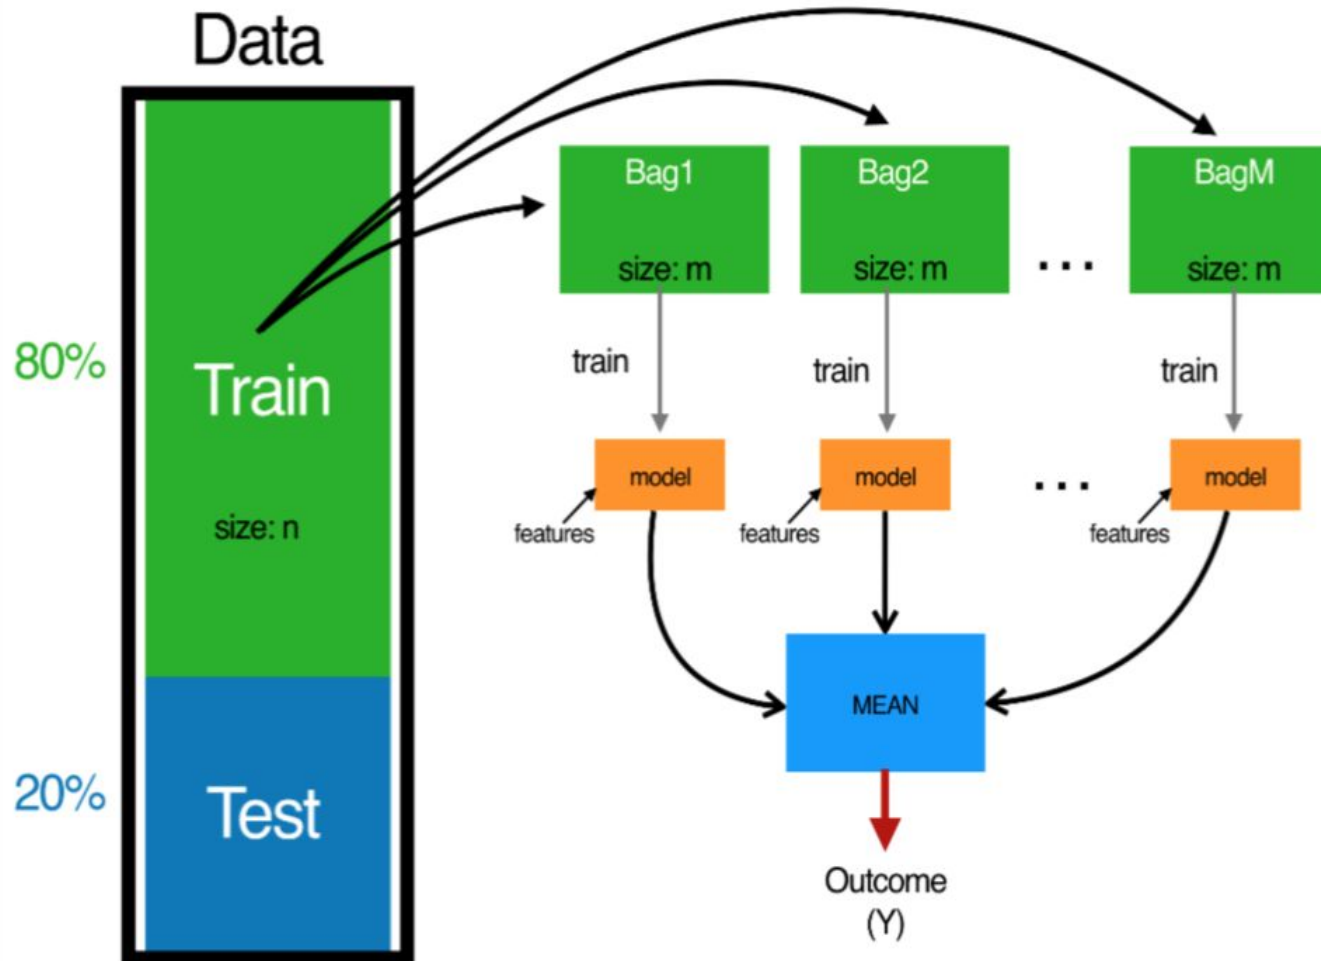 Data
80%
Train
size: n
20%
Test
Bag1
size: m
Bag2
size: m
...
BagM
size: m
train
train
train
model
features
model
features
...
model
features
MEAN
Outcome
(Y)